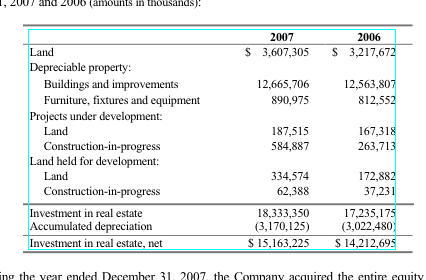 1, 2007 and 2006 (amounts in thousands):
2007 2006
Land $ 3,607,305 $ 3,217,672
Depreciable property:
Buildings and improvements 12,665,706 12,563,807
Furniture, fixtures and equipment 890,975 812,552
Projects under development:
Land 187,515 167,318
Construction-in-progress 584,887 263,713
Land held for development:
Land 334,574 172,882
Construction-in-progress 62,388 37,231
Investment in real estate 18,333,350 17,235,175
Accumulated depreciation (3,170,125) (3,022,480)
Investment in real estate, net $ 15,163,225 $ 14,212,695
ing the year ended December 31, 2007, the Company acquired the entire equity